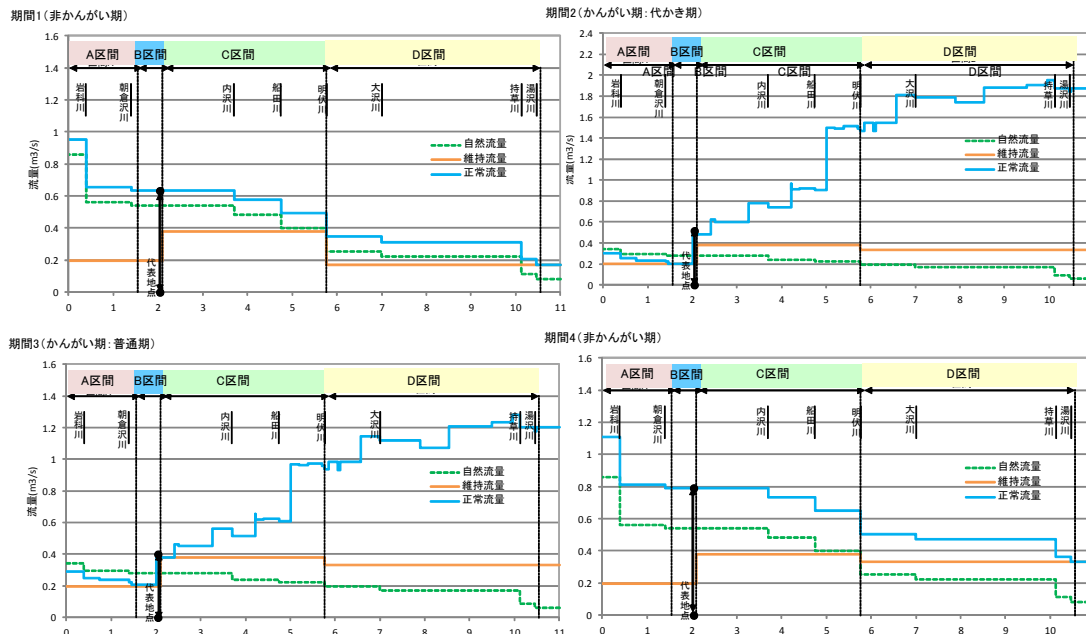 期間1(非かんがい期)
1.6
1.4
1.2
1
0.8
0.6
0.4
0.2
0
流量(m3/s)
A区間
B区間
C区間
D区間
岩科川
朝倉沢川
内沢川
船田川
明伏川
大沢川
持草川
湯沢川
自然流量
維持流量
正常流量
代表地点
0 1 2 3 4 5 6 7 8 9 10 11
期間2(かんがい期:代かき期)
2.4
2.2
2
1.8
1.6
1.4
1.2
1
0.8
0.6
0.4
0.2
0
流量(m3/s)
A区間
B区間
C区間
D区間
A区間
B区間
C区間
D区間
岩科川
朝倉沢川
内沢川
船田川
明伏川
大沢川
持草川
湯沢川
自然流量
維持流量
正常流量
代表地点
0 1 2 3 4 5 6 7 8 9 10
期間3(かんがい期:普通期)
1.6
1.4
1.2
1
0.8
0.6
0.4
0.2
0
流量(m3/s)
A区間
B区間
C区間
D区間
岩科川
朝倉沢川
内沢川
船田川
明伏川
大沢川
持草川
湯沢川
自然流量
維持流量
正常流量
代表地点
0 1 2 3 4 5 6 7 8 9 10 11
期間4(非かんがい期)
1.6
1.4
1.2
1
0.8
0.6
0.4
0.2
0
A区間
B区間
C区間
D区間
岩科川
朝倉沢川
内沢川
船田川
明伏川
大沢川
持草川
湯沢川
自然流量
維持流量
正常流量
代表地点
0 1 2 3 4 5 6 7 8 9 10